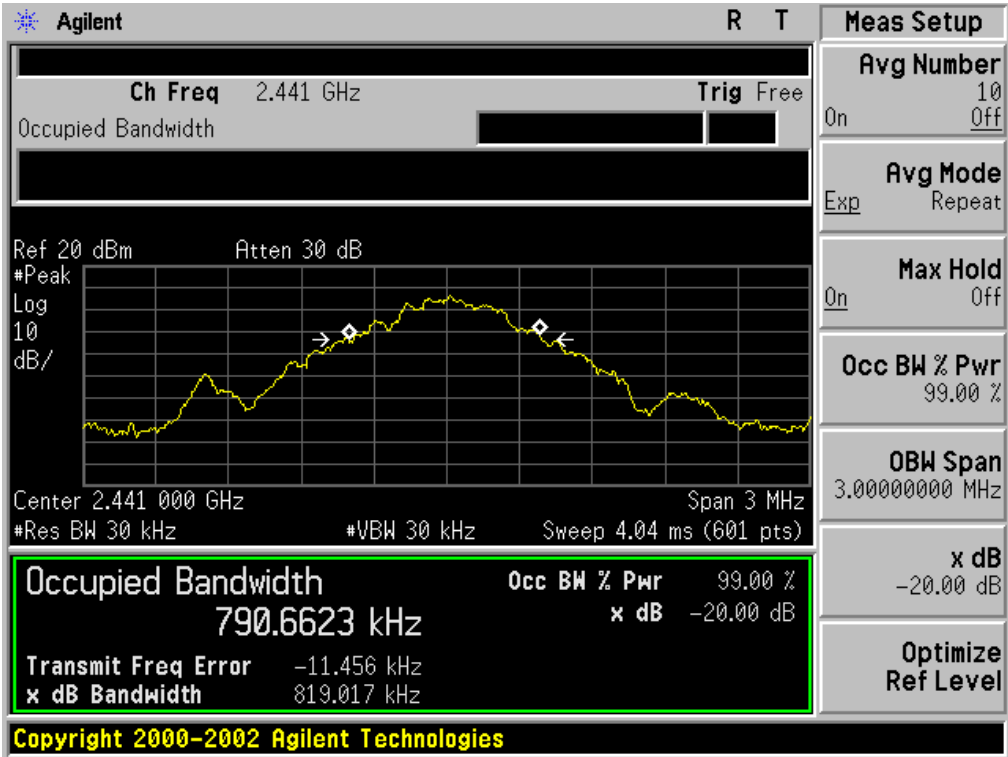 Agilent R T Meas Setup
Ch Freq 2.441 GHz Trig Free
Occupied Bandwidth
Avg Number
10
On Off
Avg Mode
Exp Repeat
Max Hold
On Off
Occ BW % Pwr
99.00 %
OBW Span
3.00000000 MHz
x dB
-20.00 dB
Optimize
Ref Level
Ref 20 dBm Atten 30 dB
#Peak
Log
10
dB/
Center 2.441 000 GHz Span 3 MHz
#Res BW 30 kHz #VBW 30 kHz Sweep 4.04 ms (601 pts)
Occupied Bandwidth Occ BW % Pwr 99.00 %
790.6623 kHz x dB -20.00 dB
Transmit Freq Error -11.456 kHz
x dB Bandwidth 819.017 kHz
Copyright 2000-2002 Agilent Technologies